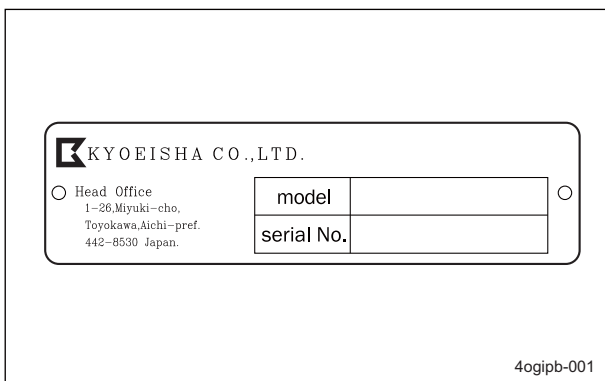 KYOEISHA CO.,LTD.
Head Office
1-26,Miyuki-cho,
Toyokawa,Aichi-pref.
442-8530 Japan.
model
serial No.
4ogipb-001